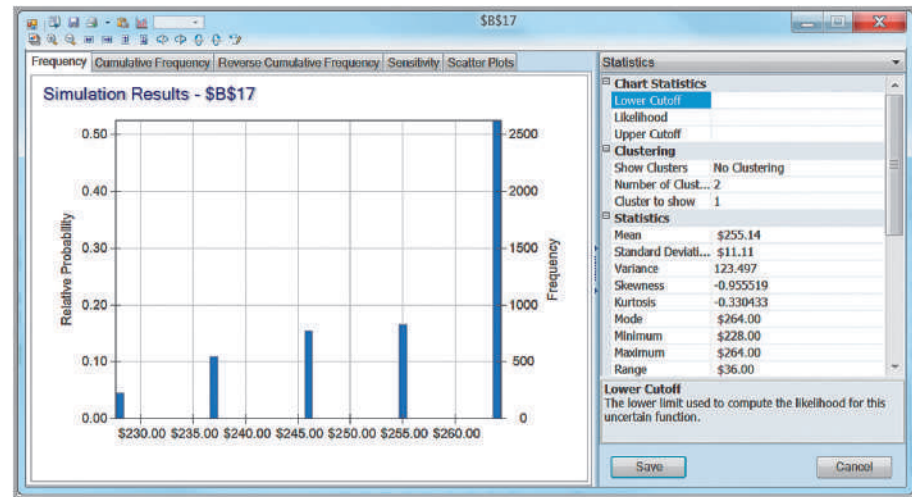 $B$17
Frequency Cumulative Frequency Reverse Cumulative Frequency Sensitivity Scatter Plots
Simulation Results - $B$17
Relative Probability
0.50
0.40
0.30
0.20
0.10
0.00
2500
2000
1500
1000
500
0
Frequency
$230.00 $235.00 $240.00 $245.00 $250.00 $255.00 $260.00
Statistics
Chart Statistics
Lower Cutoff
Likelihood
Upper Cutoff
Clustering
Show Clusters No Clustering
Number of Clust... 2
Cluster to show 1
Statistics
Mean $255.14
Standard Deviati... $11.11
Variance 123.497
Skewness -0.955519
Kurtosis -0.330433
Mode $264.00
Minimum $228.00
Maximum $264.00
Range $36.00
Lower Cutoff
The lower limit used to compute the likelihood for this
uncertain function.
Save Cancel